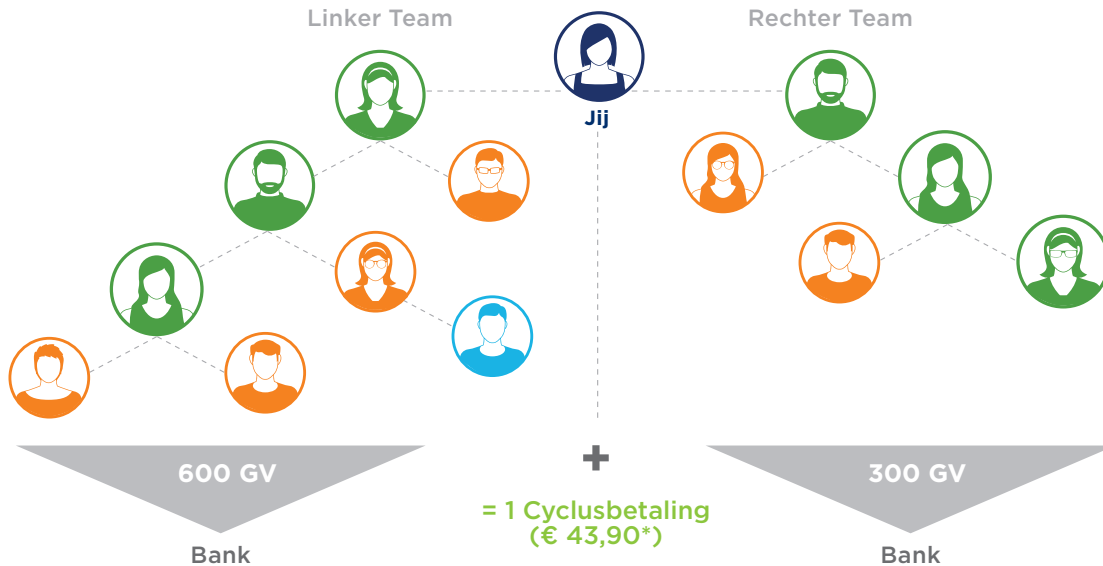 Linker Team
Rechter Team
Jij
600 GV
+
300 GV
= 1 Cyclusbetaling
(€ 43,90*)
Bank
Bank